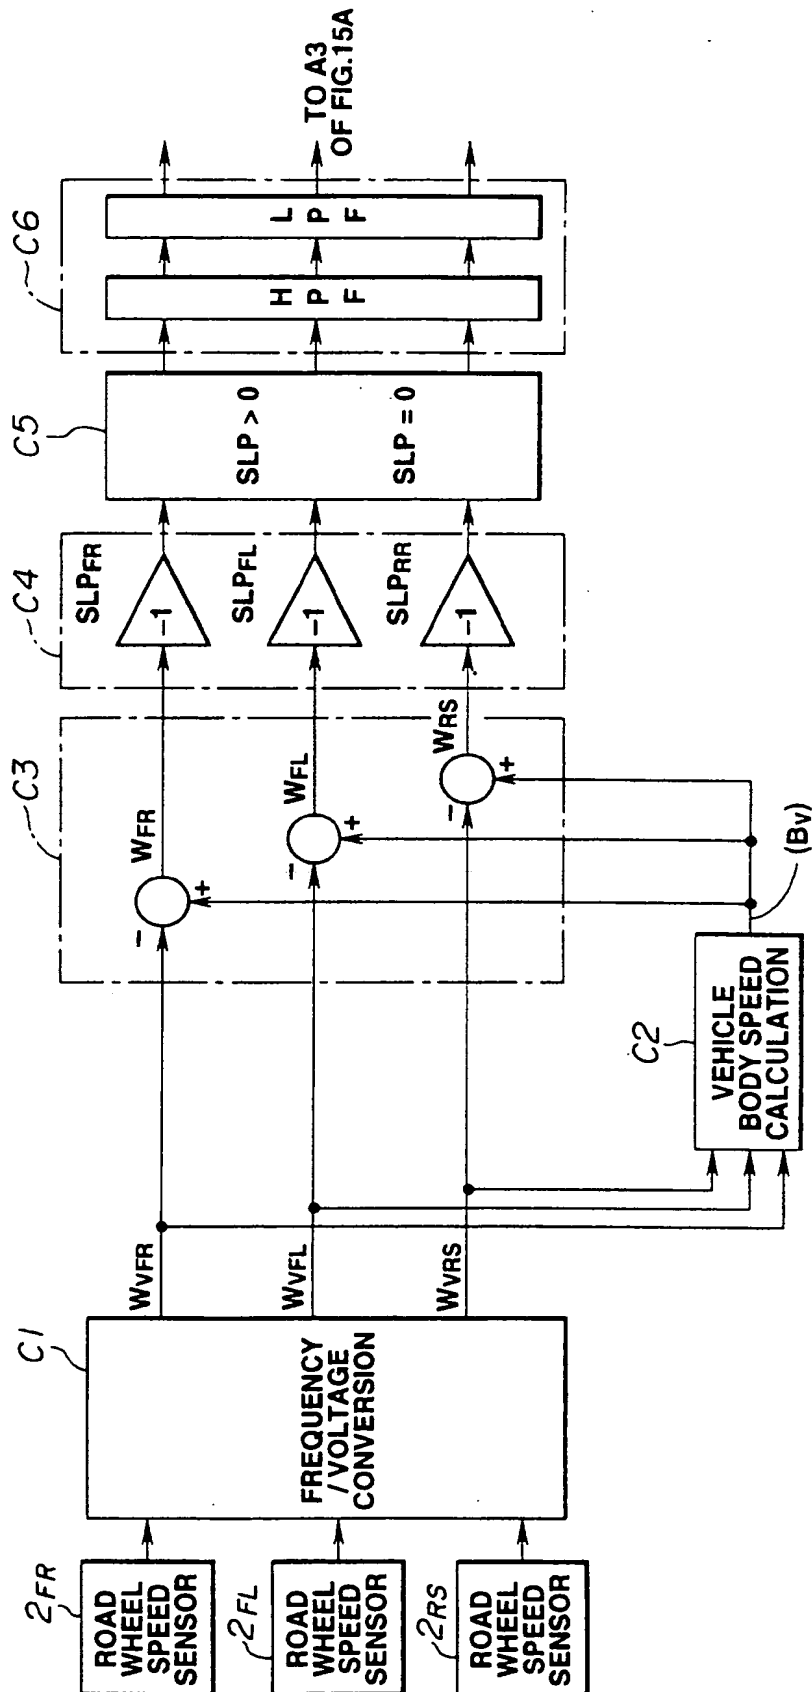 2FR
ROAD
WHEEL
SPEED
SENSOR
2FL
ROAD
WHEEL
SPEED
SENSOR
2RS
ROAD
WHEEL
SPEED
SENSOR
C1
FREQUENCY
/ VOLTAGE
CONVERSION
WVFR
WVFL
WVRS
C2
VEHICLE
BODY SPEED
CALCULATION
(BV)
C3
−
+
WFR
−
+
WFL
−
+
WRS
C4
−1
SLPFR
−1
SLPFL
−1
SLPRR
C5
SLP > 0
SLP = 0
C6
H P F
L P F
TO A3
OF FIG.15A